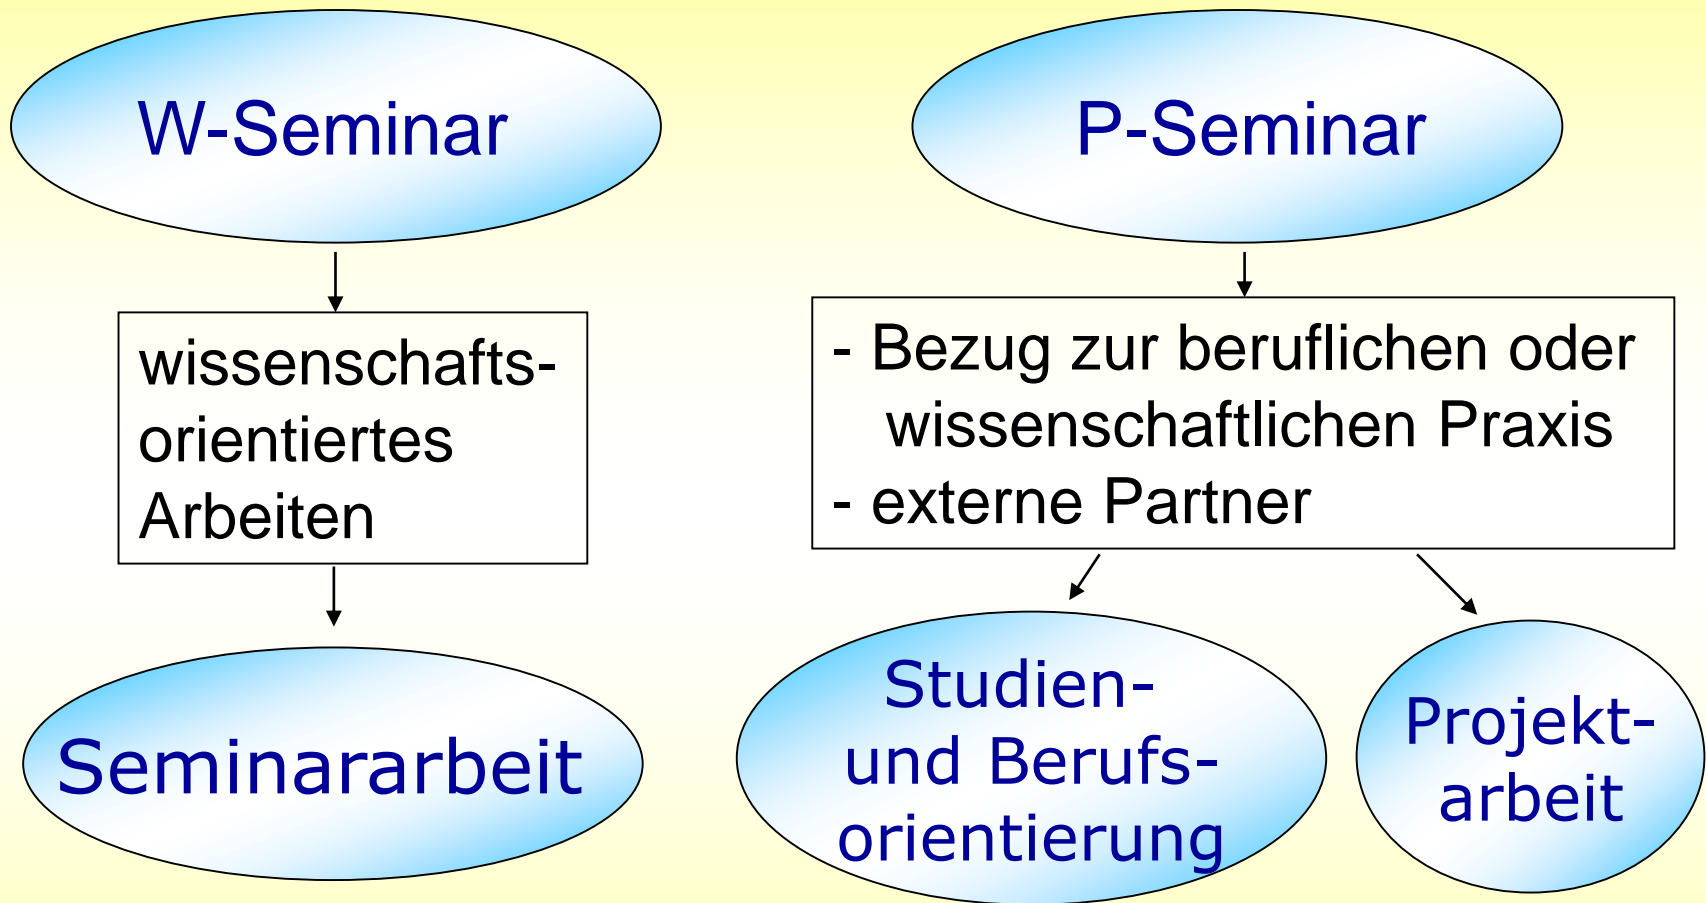 W-Seminar
wissenschafts-
orientiertes
Arbeiten
Seminararbeit
P-Seminar
- Bezug zur beruflichen oder
wissenschaftlichen Praxis
- externe Partner
Studien-
und Berufs-
orientierung
Projekt-
arbeit